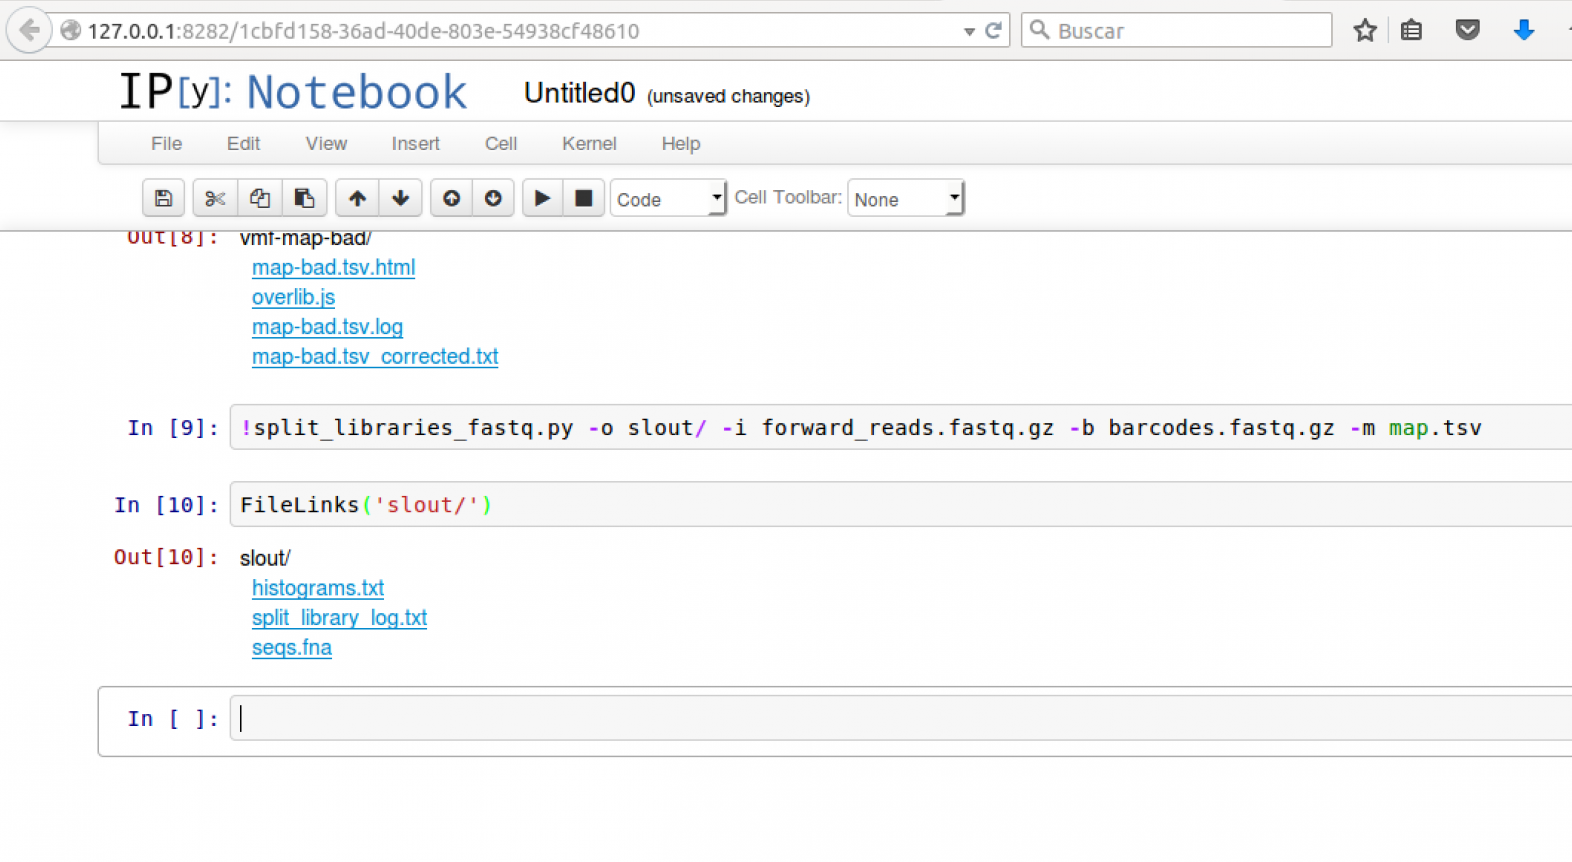 127.0.0.1:8282/1cbfd158-36ad-40de-803e-54938cf48610 Buscar
IP[y]: Notebook Untitled0 (unsaved changes)
File Edit View Insert Cell Kernel Help
Code Cell Toolbar: None
Out[8]: vmf-map-bad/
map-bad.tsv.html
overlib.js
map-bad.tsv.log
map-bad.tsv_corrected.txt
In [9]: !split_libraries_fastq.py -o slout/ -i forward_reads.fastq.gz -b barcodes.fastq.gz -m map.tsv
In [10]: FileLinks('slout/')
Out[10]: slout/
histograms.txt
split_library_log.txt
seqs.fna
In [ ]: